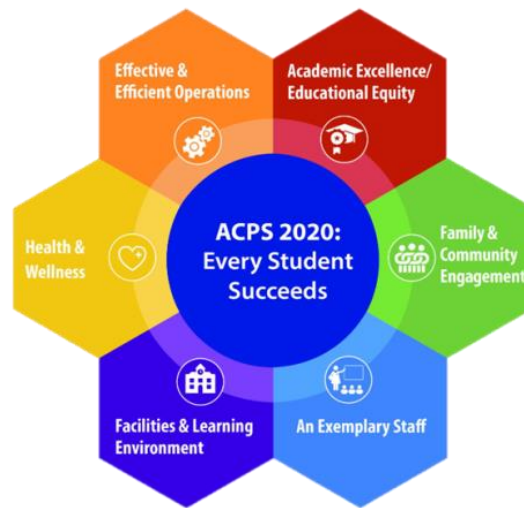 Effective &
Efficient Operations
Academic Excellence/
Educational Equity
ACPS 2020:
Every Student
Succeeds
Health &
Wellness
Family &
Community
Engagement
Facilities & Learning
Environment
An Exemplary Staff